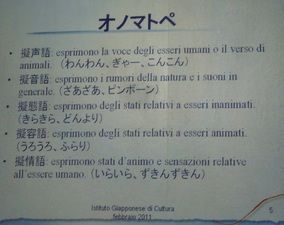 オノマトペ
• 擬声語: esprimono la voce degli esseri umani o il verso di
animali. （わんわん、ぎゃー、こんこん）
• 擬音語: esprimono i rumori della natura e i suoni in
generale. （ざあざあ、ピンポーン）
• 擬態語: esprimono degli stati relativi a esseri inanimati.
（きらきら、どんより）
• 擬容語: esprimono degli stati relativi a esseri animati.
（うろうろ、ふらり）
• 擬情語: esprimono stati d'animo e sensazioni relative
all'essere umano. （いらいら、ずきんずきん）
Istituto Giapponese di Cultura
febbraio 2011
5